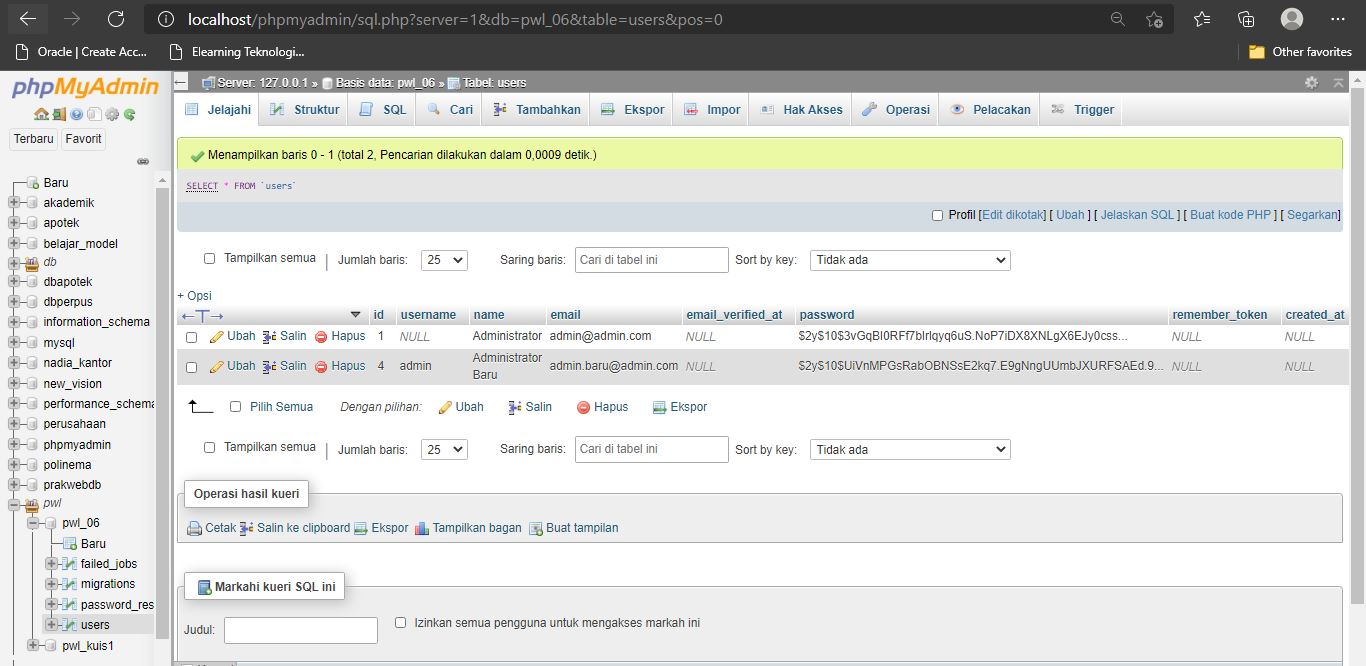 localhost/phpmyadmin/sql.php?server=1&db=pwl_06&table=users&pos=0
Oracle | Create Acc...
Elearning Teknologi...
Other favorites
phpMyAdmin
Terbaru
Favorit
Baru
akademik
apotek
belajar_model
db
dbapotek
dbperpus
information_schema
mysql
nadia_kantor
new_vision
performance_schema
perusahaan
phpmyadmin
polinema
prakwebdb
pwl
pwl_06
Baru
failed_jobs
migrations
password_res
users
pwl_kuis1
Server: 127.0.0.1 » Basis data: pwl_06 » Tabel: users
Jelajahi Struktur SQL Cari Tambahkan Ekspor Impor Hak Akses Operasi Pelacakan Trigger
Menampilkan baris 0 - 1 (total 2, Pencarian dilakukan dalam 0,0009 detik.)
SELECT * FROM `users`
Profil [Edit dikotak] [ Ubah ] [ Jelaskan SQL ] [ Buat kode PHP ] [ Segarkan]
Tampilkan semua | Jumlah baris: 25 Saring baris: Cari di tabel ini Sort by key: Tidak ada
+ Opsi
←T→ id username name email email_verified_at password remember_token created_at
Ubah Salin Hapus 1 NULL Administrator admin@admin.com NULL $2y$10$3vGqBI0RFf7blrlqyq6uS.NoP7iDX8XNLgX6EJy0css... NULL NULL
Ubah Salin Hapus 4 admin Administrator Baru admin.baru@admin.com NULL $2y$10$UiVnMPGsRabOBNSsE2kq7.E9gNngUUmbJXURFSAEd.9... NULL NULL
Pilih Semua Dengan pilihan: Ubah Salin Hapus Ekspor
Tampilkan semua | Jumlah baris: 25 Saring baris: Cari di tabel ini Sort by key: Tidak ada
Operasi hasil kueri
Cetak Salin ke clipboard Ekspor Tampilkan bagan Buat tampilan
Markahi kueri SQL ini
Judul:
Izinkan semua pengguna untuk mengakses markah ini